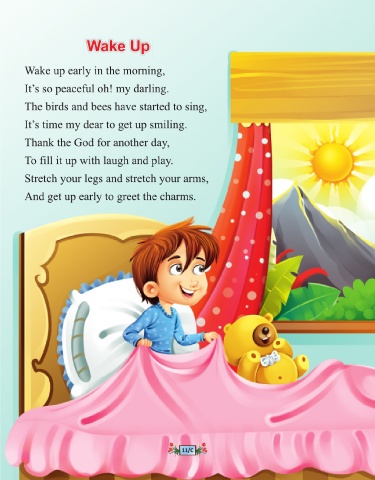 Wake Up
Wake up early in the morning,
It's so peaceful oh! my darling.
The birds and bees have started to sing,
It's time my dear to get up smiling.
Thank the God for another day,
To fill it up with laugh and play.
Stretch your legs and stretch your arms,
And get up early to greet the charms.
11/C